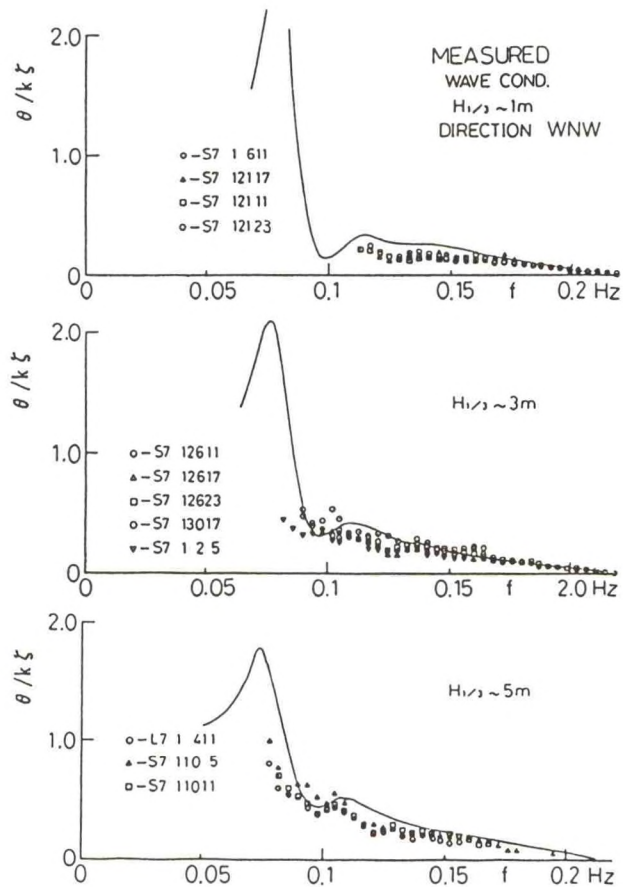 θ/kζ
2.0
1.0
0
MEASURED
WAVE COND.
H₁/₃ ~1m
DIRECTION WNW
o-S7 1 611
▲-S7 12117
□-S7 12111
o-S7 12123
0 0.05 0.1 0.15 f 0.2 Hz
θ/kζ
2.0
1.0
0
H₁/₃ ~3m
o-S7 12611
▲-S7 12617
□-S7 12623
o-S7 13017
▼-S7 1 2 5
0 0.05 0.1 0.15 f 2.0 Hz
θ/kζ
2.0
1.0
0
H₁/₃ ~5m
o-L7 1 411
▲-S7 110 5
□-S7 11011
0 0.05 0.1 0.15 f 0.2 Hz